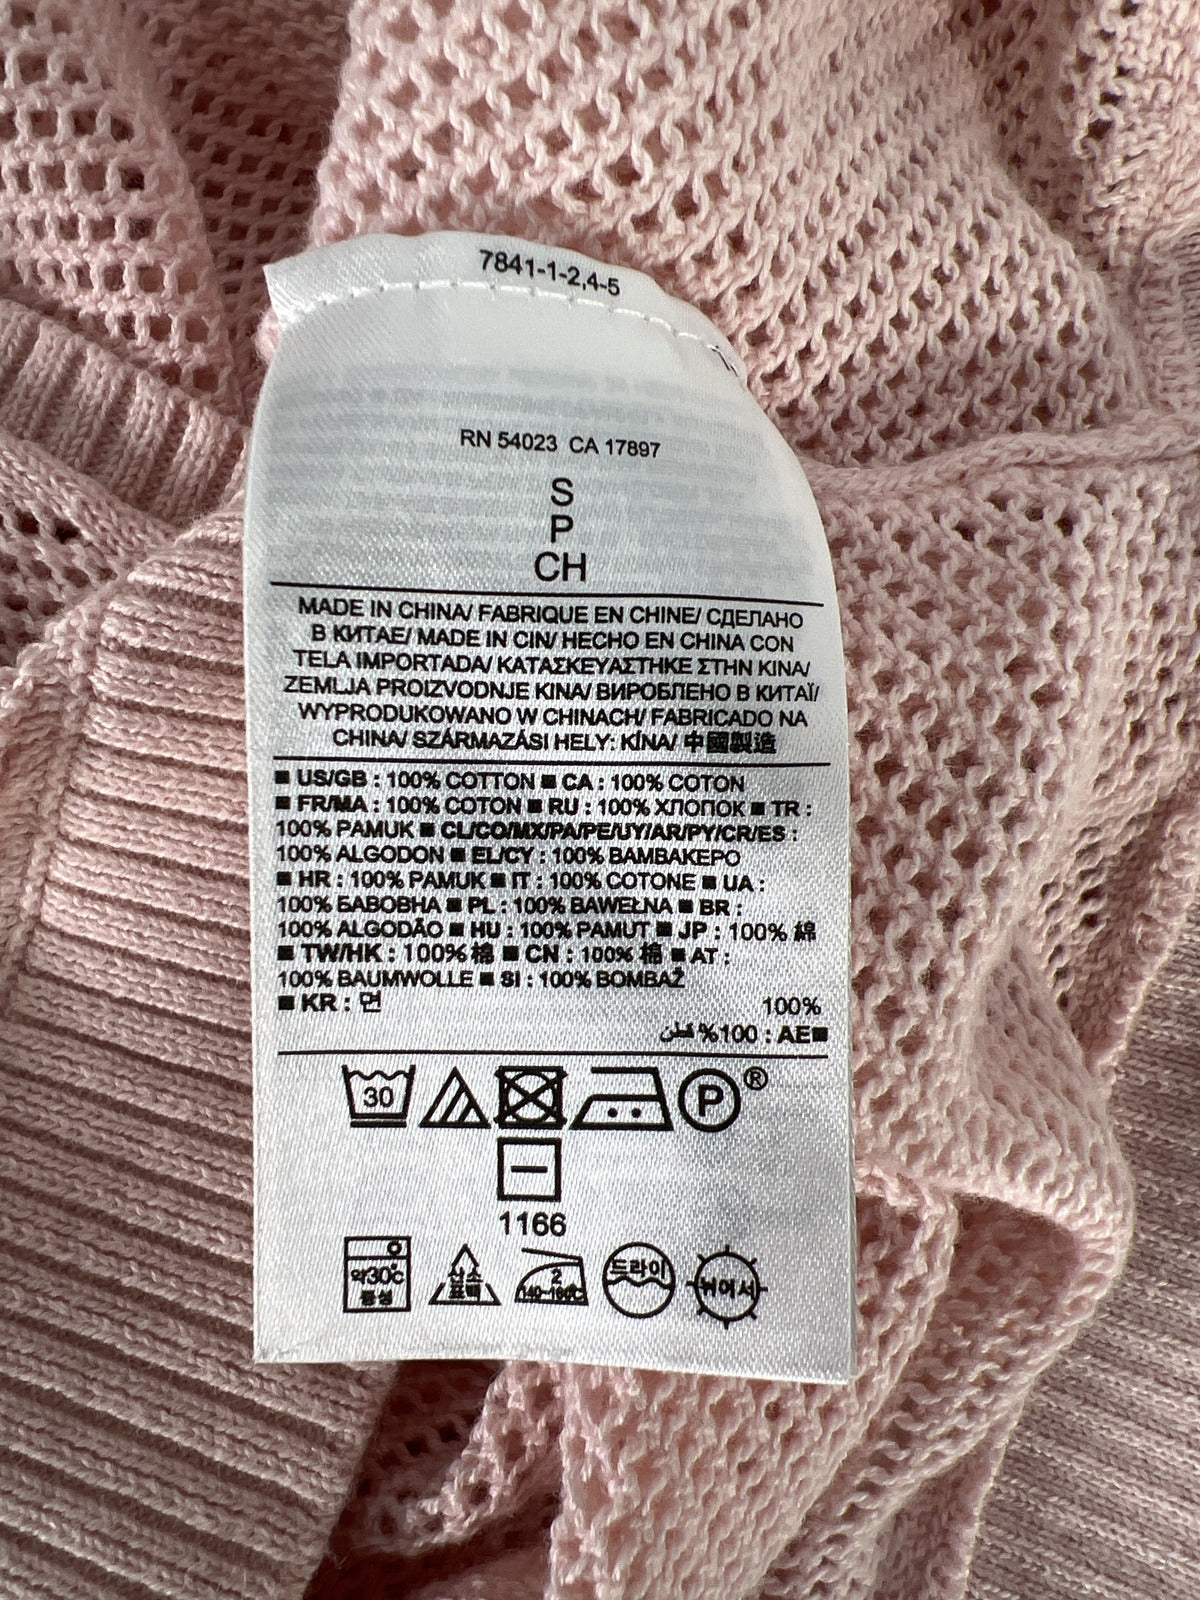 7841-1-2,4-5
RN 54023 CA 17897
S
P
CH
MADE IN CHINA/ FABRIQUE EN CHINE/ СДЕЛАНО
В КИТАЕ/ MADE IN CIN/ HECHO EN CHINA CON
TELA IMPORTADA/ ΚΑΤΑΣΚΕΥΑΣΤΗΚΕ ΣΤΗΝ ΚΙΝΑ/
ZEMLJA PROIZVODNJE KINA/ ВИРОБЛЕНО В КИТАЇ/
WYPRODUKOWANO W CHINACH/ FABRICADO NA
CHINA/ SZÁRMAZÁSI HELY: KÍNA/ 中國製造
■ US/GB : 100% COTTON ■ CA : 100% COTON
■ FR/MA : 100% COTON ■ RU : 100% ХЛОПОК ■ TR :
100% PAMUK ■ CL/CO/MX/PA/PE/UY/AR/PY/CR/ES :
100% ALGODON ■ EL/CY : 100% ΒΑΜΒΑΚΕΡΟ
■ HR : 100% PAMUK ■ IT : 100% COTONE ■ UA :
100% БАВОВНА ■ PL : 100% BAWEŁNA ■ BR :
100% ALGODÃO ■ HU : 100% PAMUT ■ JP : 100% 綿
■ TW/HK : 100% 棉 ■ CN : 100% 棉 ■ AT :
100% BAUMWOLLE ■ SI : 100% BOMBAŽ
■ KR : 면 100%
■AE : 100% قطن
30 P ®
1166
약30℃
중성
산소
표백
2
140~160℃
드라이
뉘어서